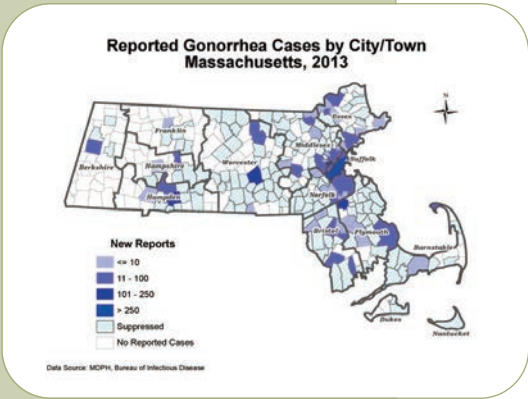 Reported Gonorrhea Cases by City/Town
Massachusetts, 2013
N
Essex
Franklin
Middlesex
Suffolk
Berkshire
Hampshire
Worcester
Hampden
Norfolk
Bristol
Plymouth
Barnstable
Dukes
Nantucket
New Reports
<= 10
11 - 100
101 - 250
> 250
Suppressed
No Reported Cases
Data Source: MDPH, Bureau of Infectious Disease